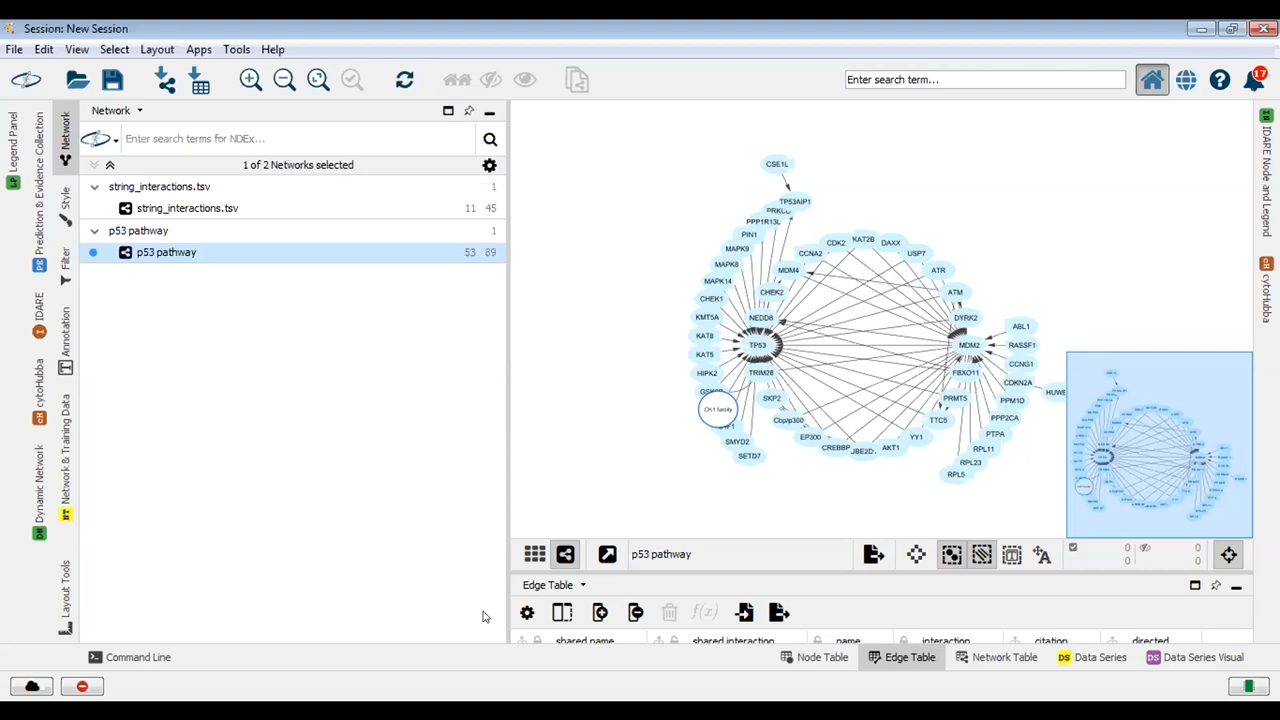 Session: New Session
File Edit View Select Layout Apps Tools Help
Enter search term...
17
Network
Enter search terms for NDEx...
1 of 2 Networks selected
string_interactions.tsv 1
string_interactions.tsv 11 45
p53 pathway 1
p53 pathway 53 89
Legend Panel
Prediction & Evidence Collection
IDARE
cytoHubba
Dynamic Network
Network
Style
Filter
Annotation
Network & Training Data
Layout Tools
CSE1L
TP53AIP1
PPP1R13L
PIN1
MAPK9
MAPK8
MAPK14
CHEK1
KMT5A
KAT8
KAT5
HIPK2
CK1 family
SMYD2
SETD7
MDM4
CCNA2
CDK2
KAT2B
DAXX
USP7
ATR
ATM
DYRK2
CHEK2
NEDD8
TP53
TRIM28
SKP2
Cbp/p300
EP300
CREBBP
AKT1
YY1
TTC5
PRMT5
FBXO11
MDM2
ABL1
RASSF1
CCNG1
CDKN2A
PPM1D
PPP2CA
PTPA
RPL11
RPL23
RPL5
p53 pathway
0 0
0 0
Edge Table
shared name shared interaction name interaction citation directed
Command Line
Node Table Edge Table Network Table Data Series Data Series Visual
IDARE Node and Legend
cytoHubba